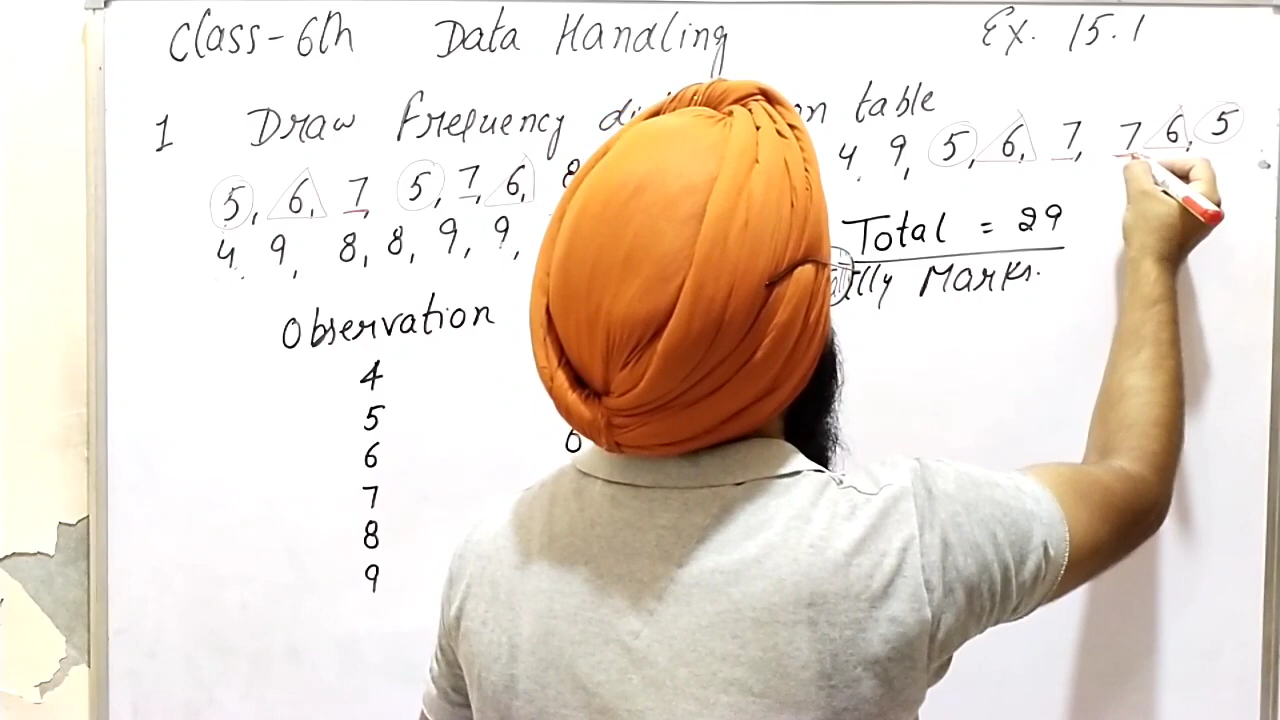 Class-6th Data Handling Ex. 15.1
1 Draw frequency table
5, 6, 7, 5, 7, 6, 8 4, 9, 5, 6, 7, 7 6, 5
4, 9, 8, 8, 9, 9, Total = 29
Observation Marks.
4
5
6 6
7
8
9